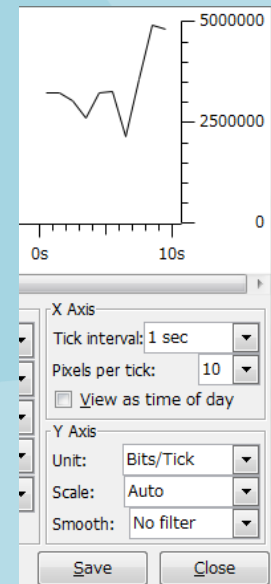 5000000
2500000
0
0s 10s
X Axis
Tick interval: 1 sec
Pixels per tick: 10
View as time of day
Y Axis
Unit: Bits/Tick
Scale: Auto
Smooth: No filter
Save Close